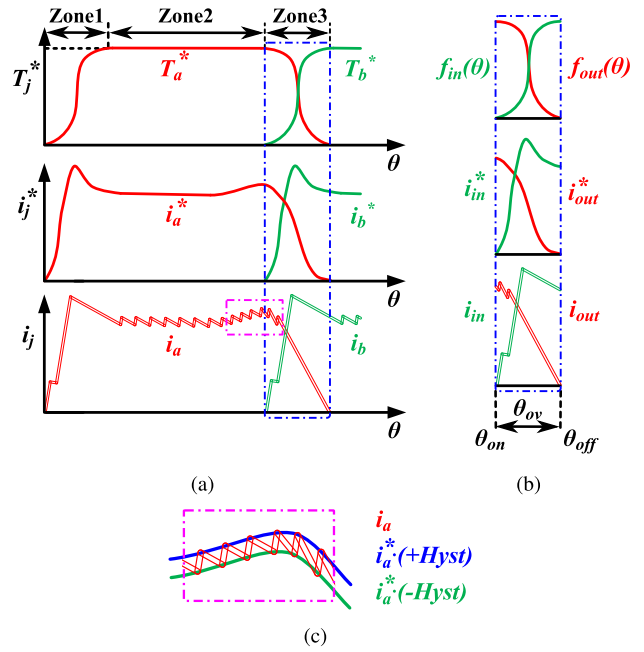 Zone1 Zone2 Zone3
T_j^* T_a^* T_b^*
θ
i_j^* i_a^* i_b^*
θ
i_j i_a i_b
θ
(a)
f_in(θ) f_out(θ)
i_in^* i_out^*
i_in i_out
θ_ov
θ_on θ_off
(b)
i_a
i_a^*·(+Hyst)
i_a^*·(-Hyst)
(c)